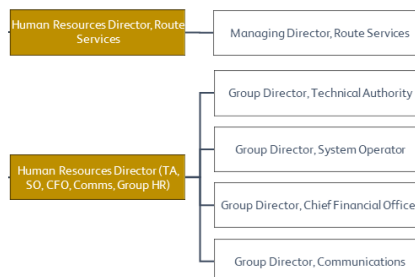 Human Resources Director, Route
Services
Managing Director, Route Services
Group Director, Technical Authority
Group Director, System Operator
Human Resources Director (TA,
SO, CFO, Comms, Group HR)
Group Director, Chief Financial Office
Group Director, Communications